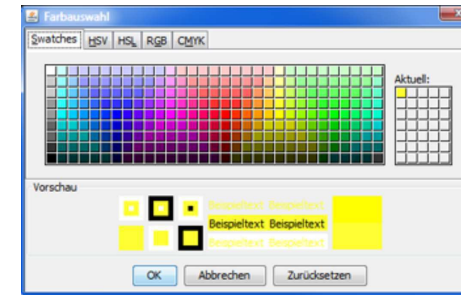 Farbauswahl
Swatches HSV HSL RGB CMYK
Aktuell:
Vorschau
Beispieltext Beispieltext
Beispieltext Beispieltext
Beispieltext Beispieltext
OK Abbrechen Zurücksetzen